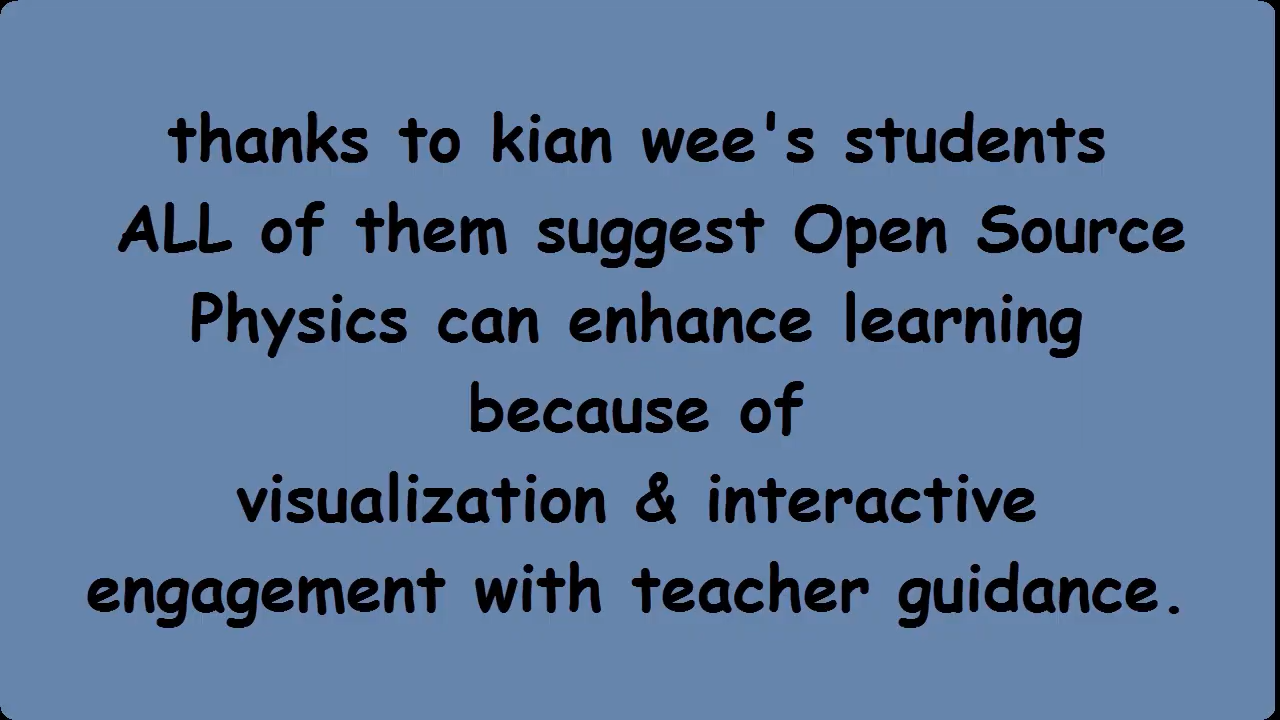 thanks to kian wee's students
ALL of them suggest Open Source
Physics can enhance learning
because of
visualization & interactive
engagement with teacher guidance.